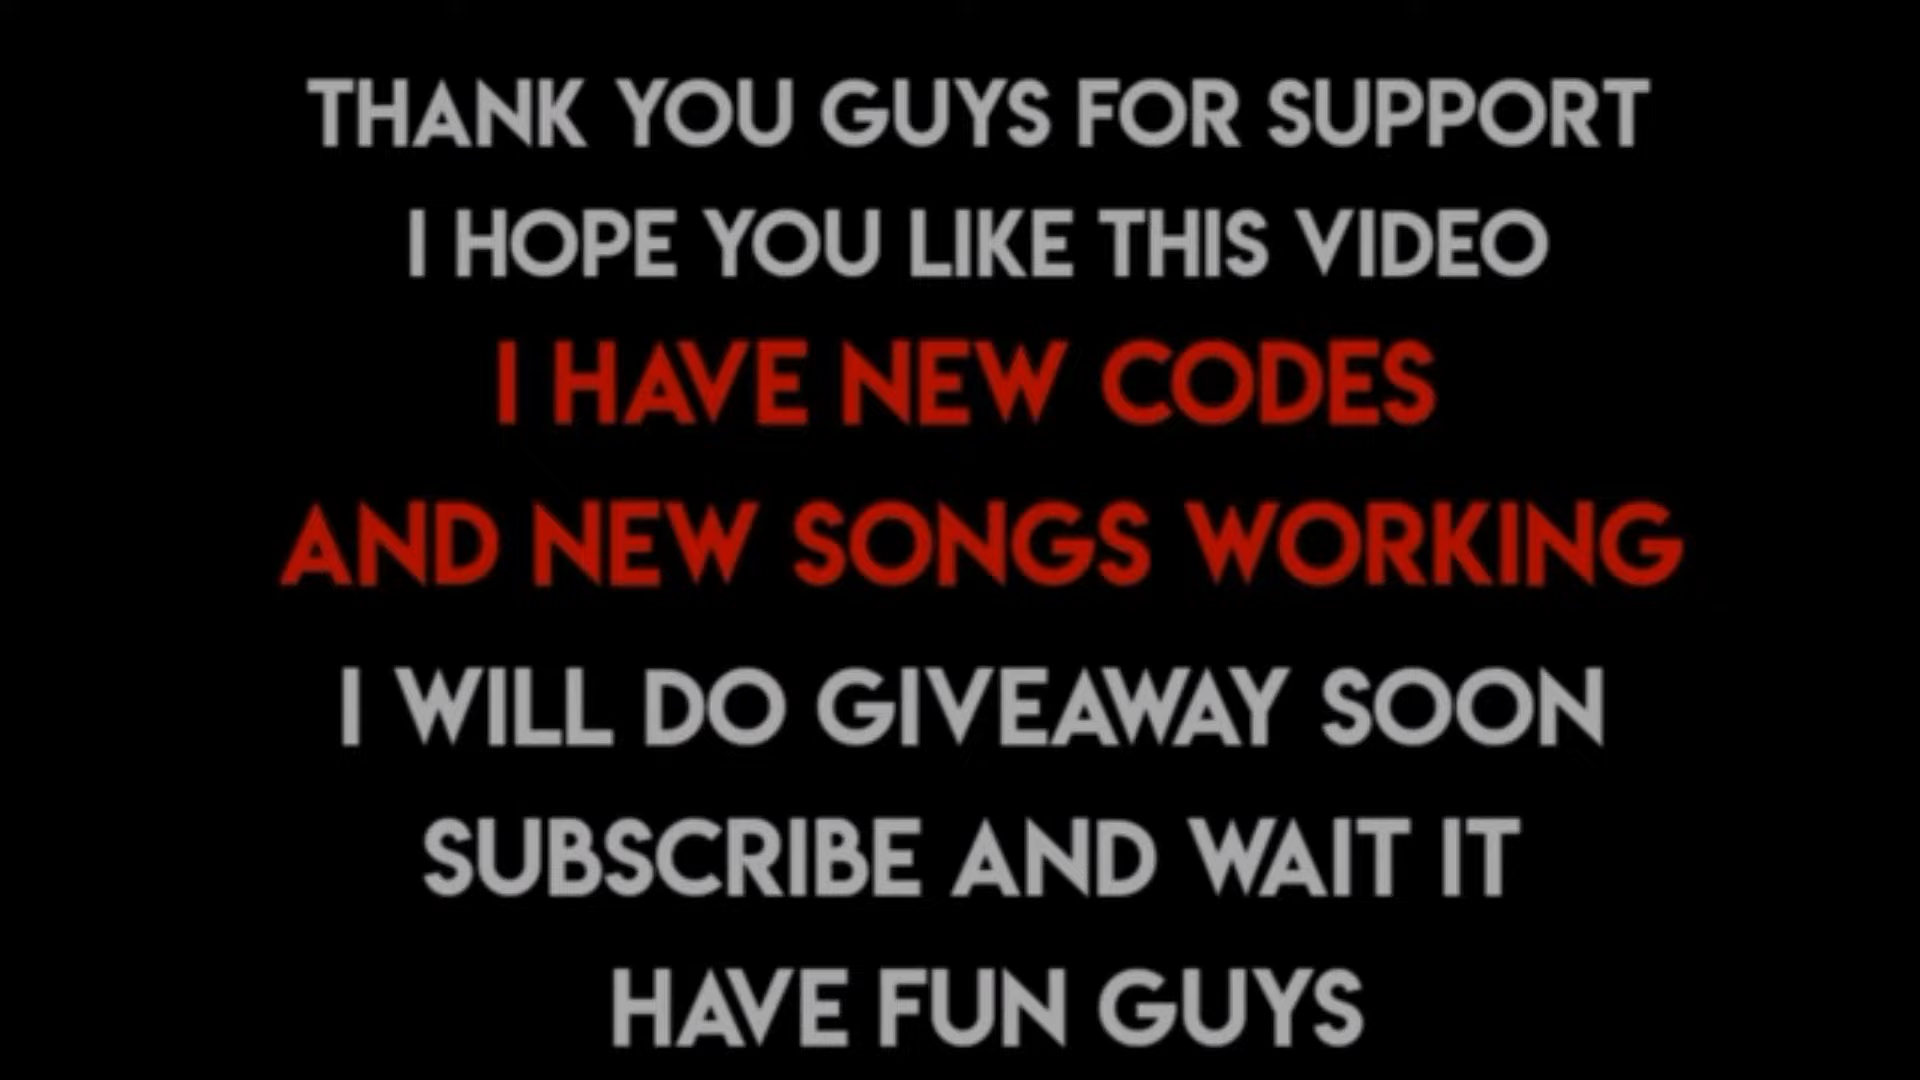 THANK YOU GUYS FOR SUPPORT
I HOPE YOU LIKE THIS VIDEO
I HAVE NEW CODES
AND NEW SONGS WORKING
I WILL DO GIVEAWAY SOON
SUBSCRIBE AND WAIT IT
HAVE FUN GUYS